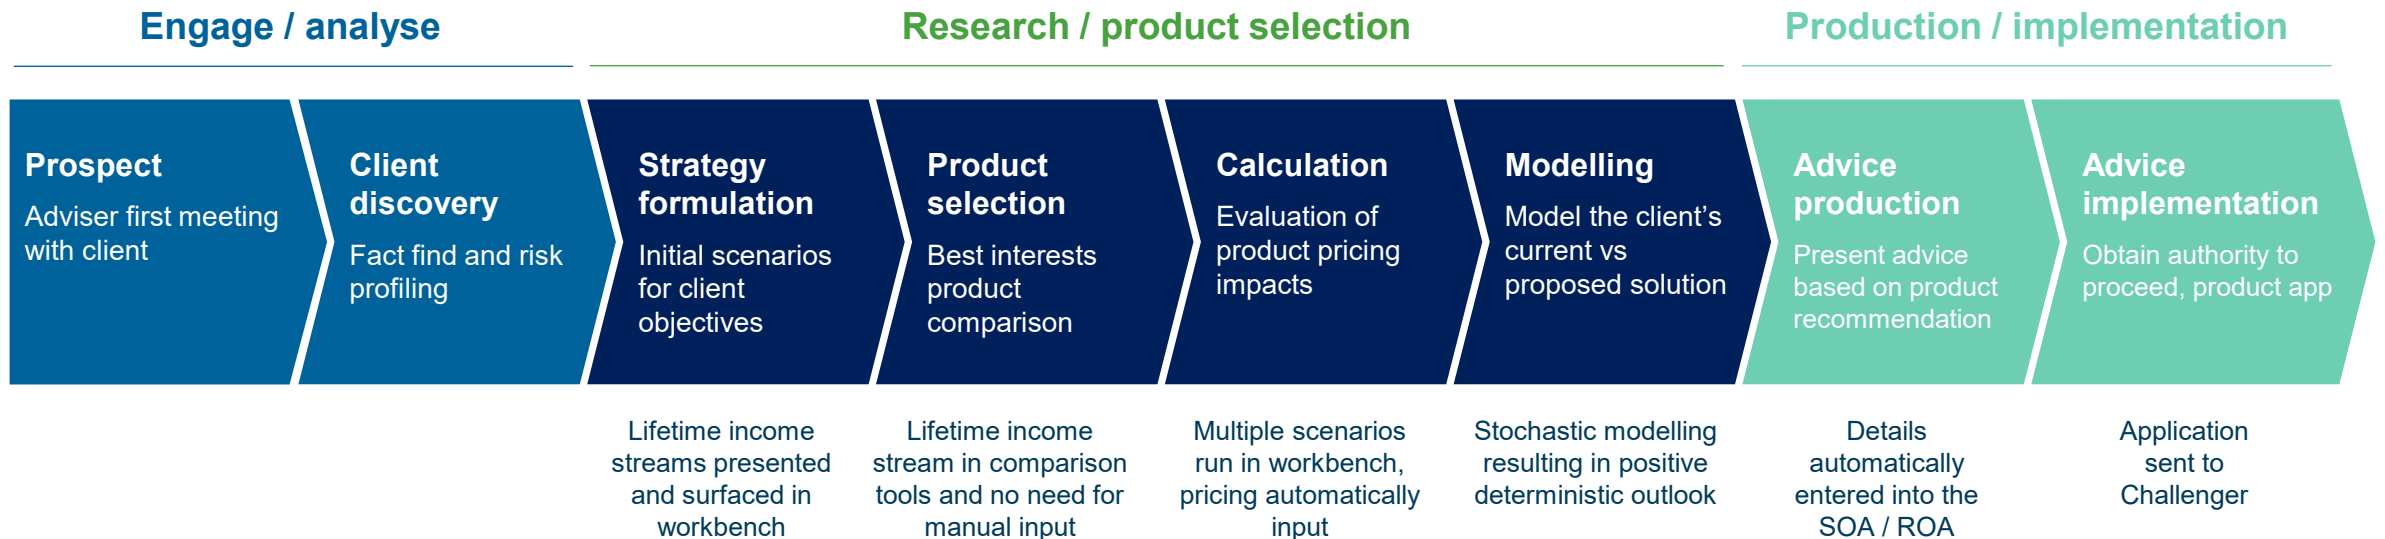 Engage / analyse
Research / product selection
Production / implementation
Prospect
Adviser first meeting
with client
Client
discovery
Fact find and risk
profiling
Strategy
formulation
Initial scenarios
for client
objectives
Product
selection
Best interests
product
comparison
Calculation
Evaluation of
product pricing
impacts
Modelling
Model the client’s
current vs
proposed solution
Advice
production
Present advice
based on product
recommendation
Advice
implementation
Obtain authority to
proceed, product app
Lifetime income
streams presented
and surfaced in
workbench
Lifetime income
stream in comparison
tools and no need for
manual input
Multiple scenarios
run in workbench,
pricing automatically
input
Stochastic modelling
resulting in positive
deterministic outlook
Details
automatically
entered into the
SOA / ROA
Application
sent to
Challenger